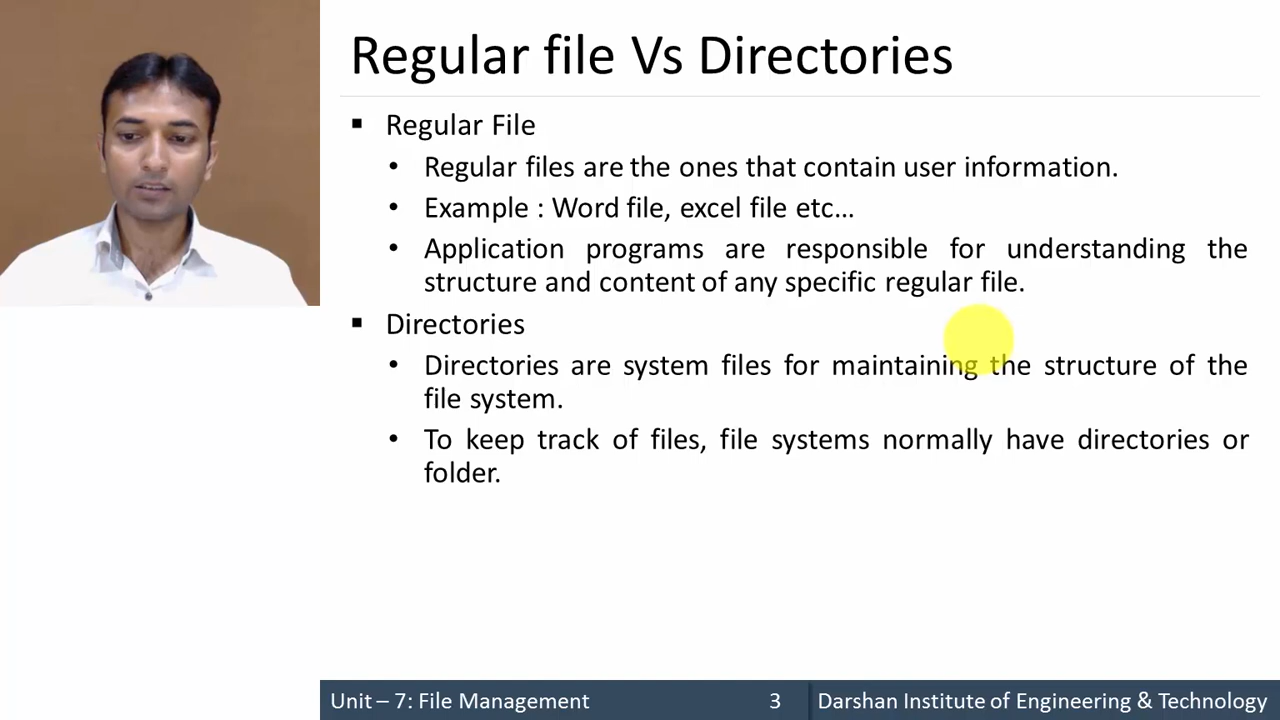 Regular file Vs Directories
▪ Regular File
• Regular files are the ones that contain user information.
• Example : Word file, excel file etc...
• Application programs are responsible for understanding the
structure and content of any specific regular file.
▪ Directories
• Directories are system files for maintaining the structure of the
file system.
• To keep track of files, file systems normally have directories or
folder.
Unit – 7: File Management 3 Darshan Institute of Engineering & Technology